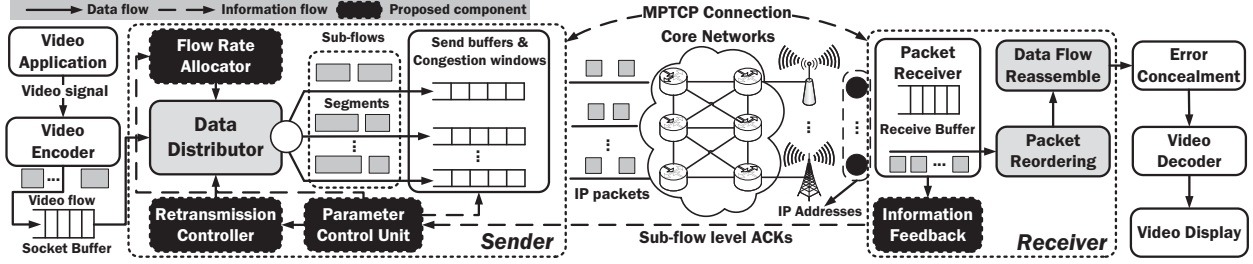 Data flow
Information flow
Proposed component
Video
Application
Video signal
Video
Encoder
...
Video flow
Socket Buffer
Flow Rate
Allocator
Data
Distributor
Retransmission
Controller
Parameter
Control Unit
Sub-flows
Segments
...
Send buffers &
Congestion windows
...
Sender
MPTCP Connection
Core Networks
...
IP packets
...
IP Addresses
Sub-flow level ACKs
Packet
Receiver
Receive Buffer
...
Information
Feedback
Data Flow
Reassemble
Packet
Reordering
Receiver
Error
Concealment
Video
Decoder
Video Display